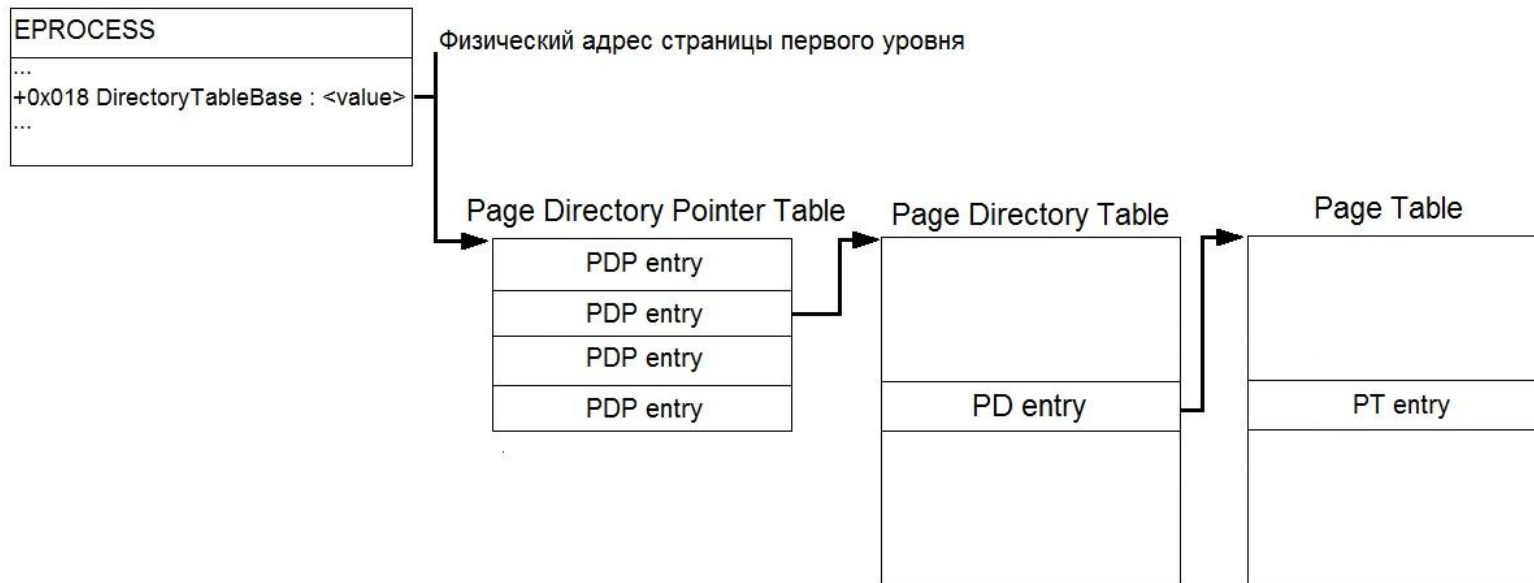 EPROCESS
...
+0x018 DirectoryTableBase : <value>
...
Физический адрес страницы первого уровня
Page Directory Pointer Table
PDP entry
PDP entry
PDP entry
PDP entry
Page Directory Table
PD entry
Page Table
PT entry